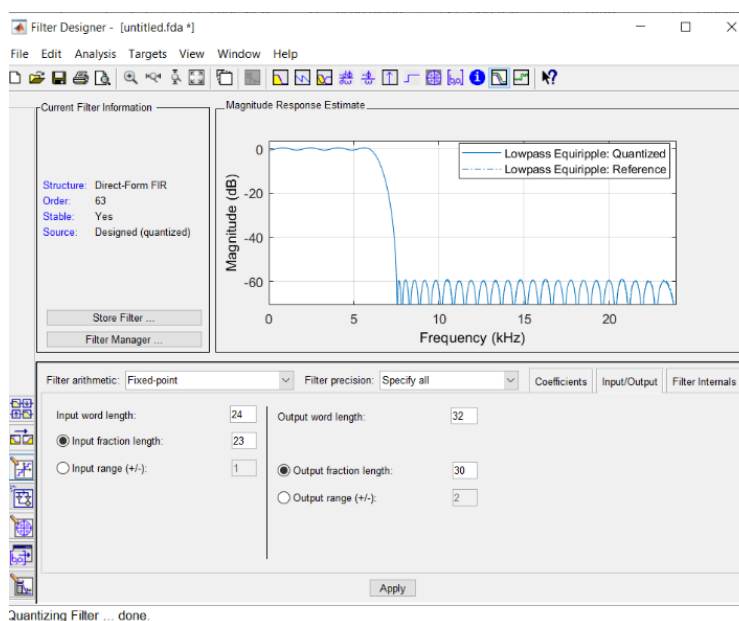 Filter Designer - [untitled.fda *]
File Edit Analysis Targets View Window Help
Current Filter Information
Structure: Direct-Form FIR
Order: 63
Stable: Yes
Source: Designed (quantized)
Store Filter ...
Filter Manager ...
Magnitude Response Estimate
Lowpass Equiripple: Quantized
Lowpass Equiripple: Reference
Magnitude (dB)
0
-20
-40
-60
0 5 10 15 20
Frequency (kHz)
Filter arithmetic: Fixed-point Filter precision: Specify all Coefficients Input/Output Filter Internals
Input word length: 24 Output word length: 32
Input fraction length: 23
Input range (+/-): 1 Output fraction length: 30
Output range (+/-): 2
Apply
Quantizing Filter ... done.